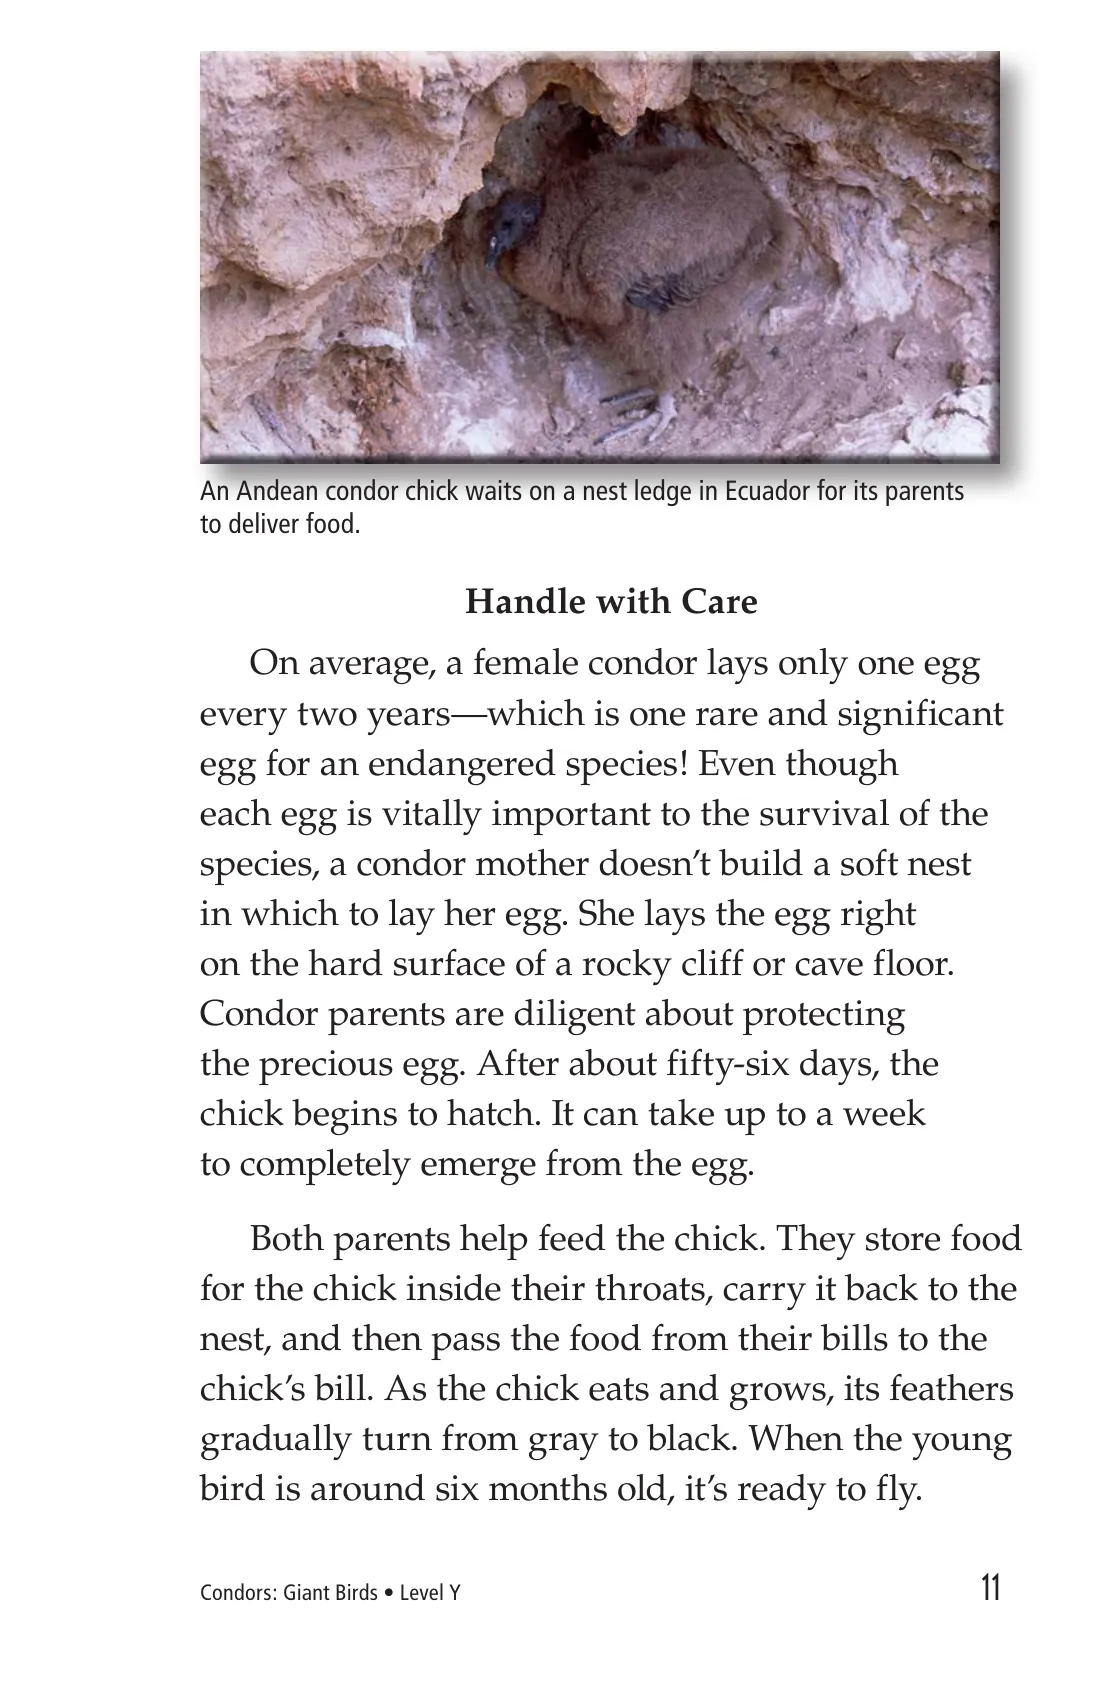 An Andean condor chick waits on a nest ledge in Ecuador for its parents
to deliver food.
Handle with Care
On average, a female condor lays only one egg
every two years—which is one rare and significant
egg for an endangered species! Even though
each egg is vitally important to the survival of the
species, a condor mother doesn’t build a soft nest
in which to lay her egg. She lays the egg right
on the hard surface of a rocky cliff or cave floor.
Condor parents are diligent about protecting
the precious egg. After about fifty-six days, the
chick begins to hatch. It can take up to a week
to completely emerge from the egg.
Both parents help feed the chick. They store food
for the chick inside their throats, carry it back to the
nest, and then pass the food from their bills to the
chick’s bill. As the chick eats and grows, its feathers
gradually turn from gray to black. When the young
bird is around six months old, it’s ready to fly.
Condors: Giant Birds • Level Y 11